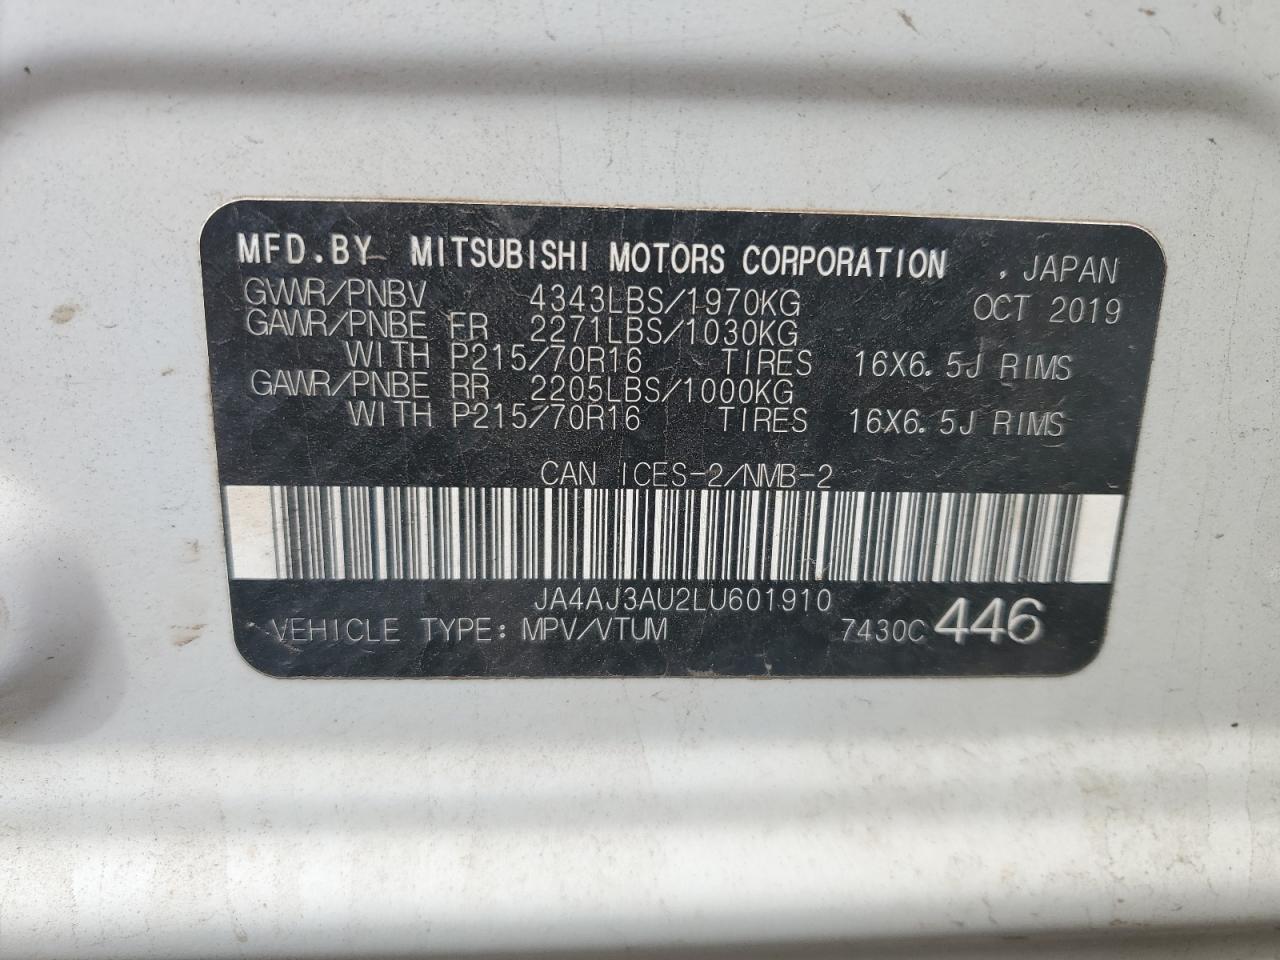 MFD.BY MITSUBISHI MOTORS CORPORATION , JAPAN
GVWR/PNBV 4343LBS/1970KG OCT 2019
GAWR/PNBE FR 2271LBS/1030KG
WITH P215/70R16 TIRES 16X6.5J RIMS
GAWR/PNBE RR 2205LBS/1000KG
WITH P215/70R16 TIRES 16X6.5J RIMS
CAN ICES-2/NMB-2
JA4AJ3AU2LU601910
VEHICLE TYPE: MPV/VTUM 7430C 446